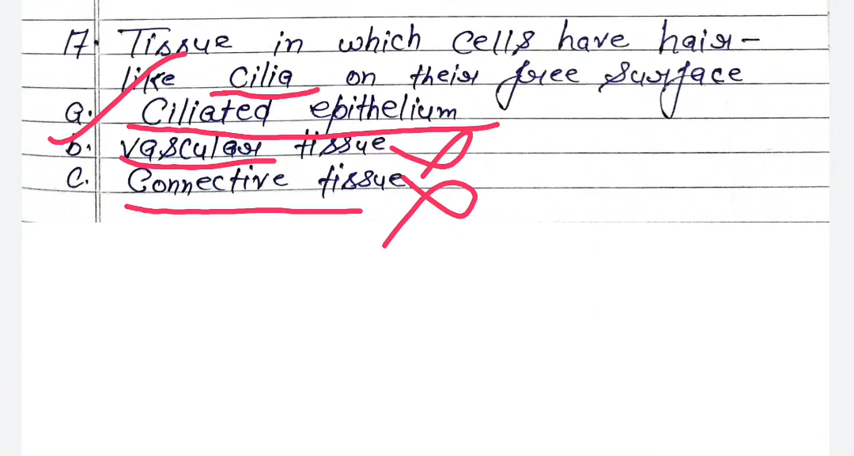 17. Tissue in which cells have hair-
like cilia on their free surface
a. Ciliated epithelium
b. vascular tissue
c. Connective tissue